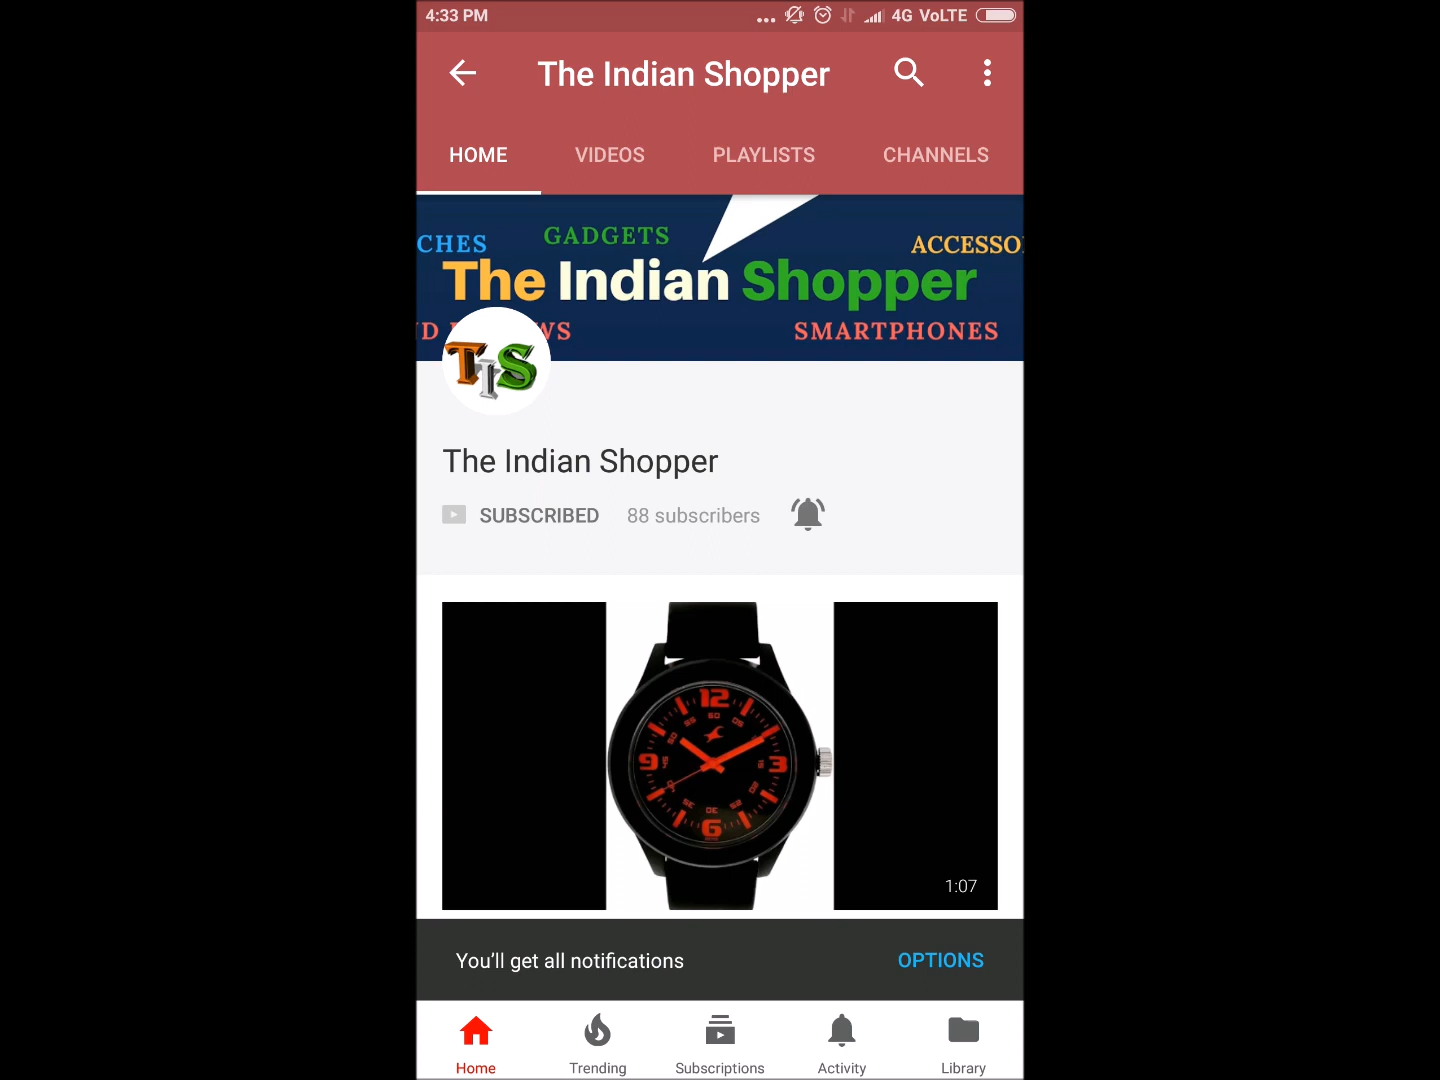 4:33 PM
4G VoLTE
The Indian Shopper
HOME VIDEOS PLAYLISTS CHANNELS
CHES GADGETS ACCESSO
The Indian Shopper
SMARTPHONES
TIS
The Indian Shopper
SUBSCRIBED 88 subscribers
12
60
9
3
6
1:07
You'll get all notifications OPTIONS
Home Trending Subscriptions Activity Library